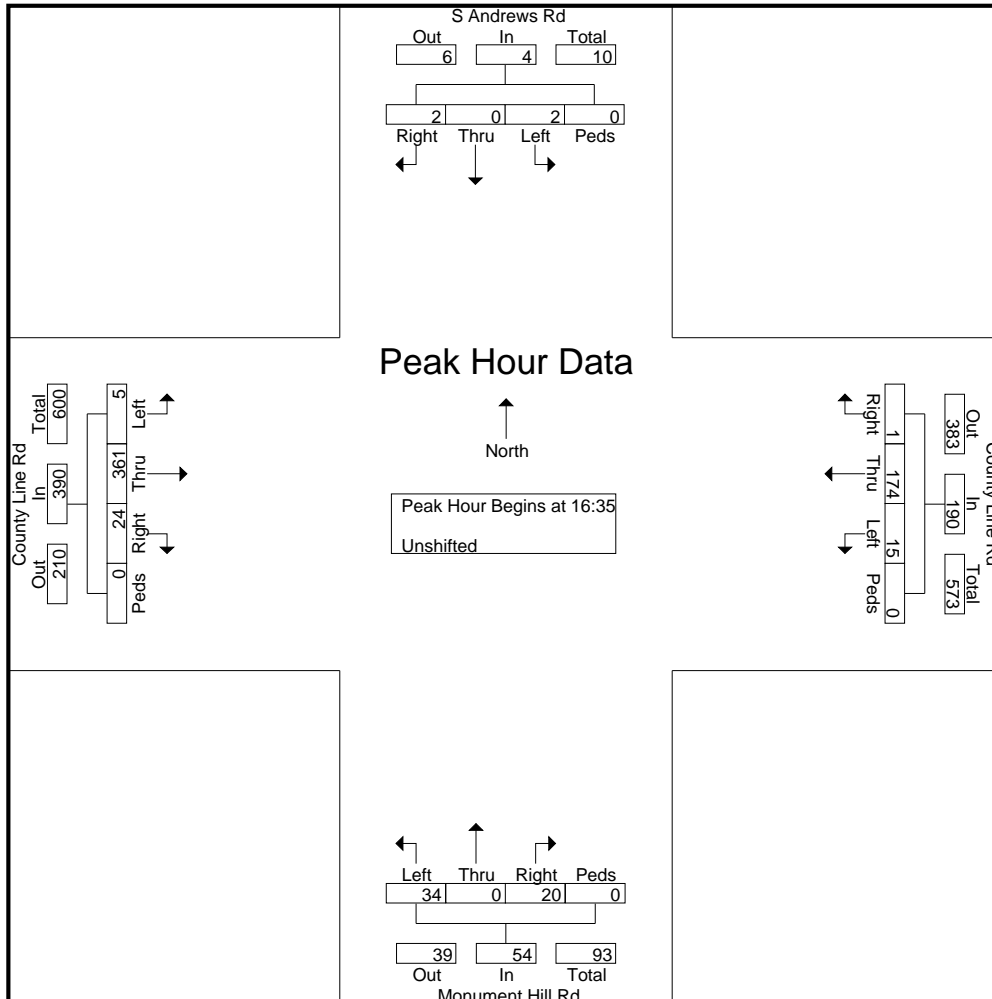 S Andrews Rd
Out In Total
6 4 10
2 0 2 0
Right Thru Left Peds
Peak Hour Data
North
Peak Hour Begins at 16:35
Unshifted
County Line Rd
Total In Out
600 390 210
5 361 24 0
Left Thru Right Peds
County Line Rd
Out In Total
383 190 573
1 174 15 0
Right Thru Left Peds
Left Thru Right Peds
34 0 20 0
39 54 93
Out In Total
Monument Hill Rd